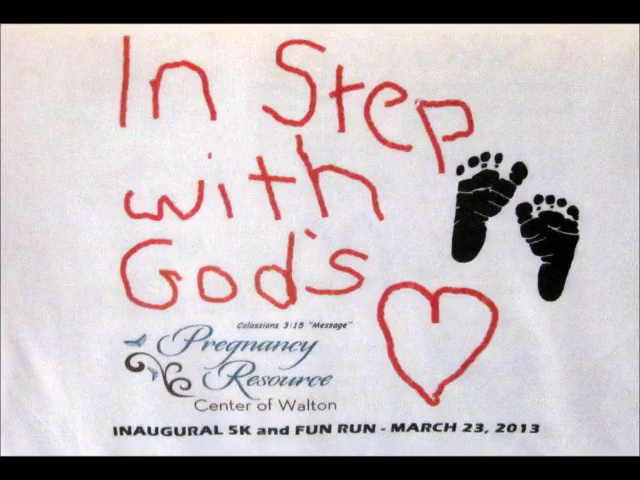 In Step
with
God's
Colossians 3:15 "Message"
Pregnancy
Resource
Center of Walton
INAUGURAL 5K and FUN RUN - MARCH 23, 2013